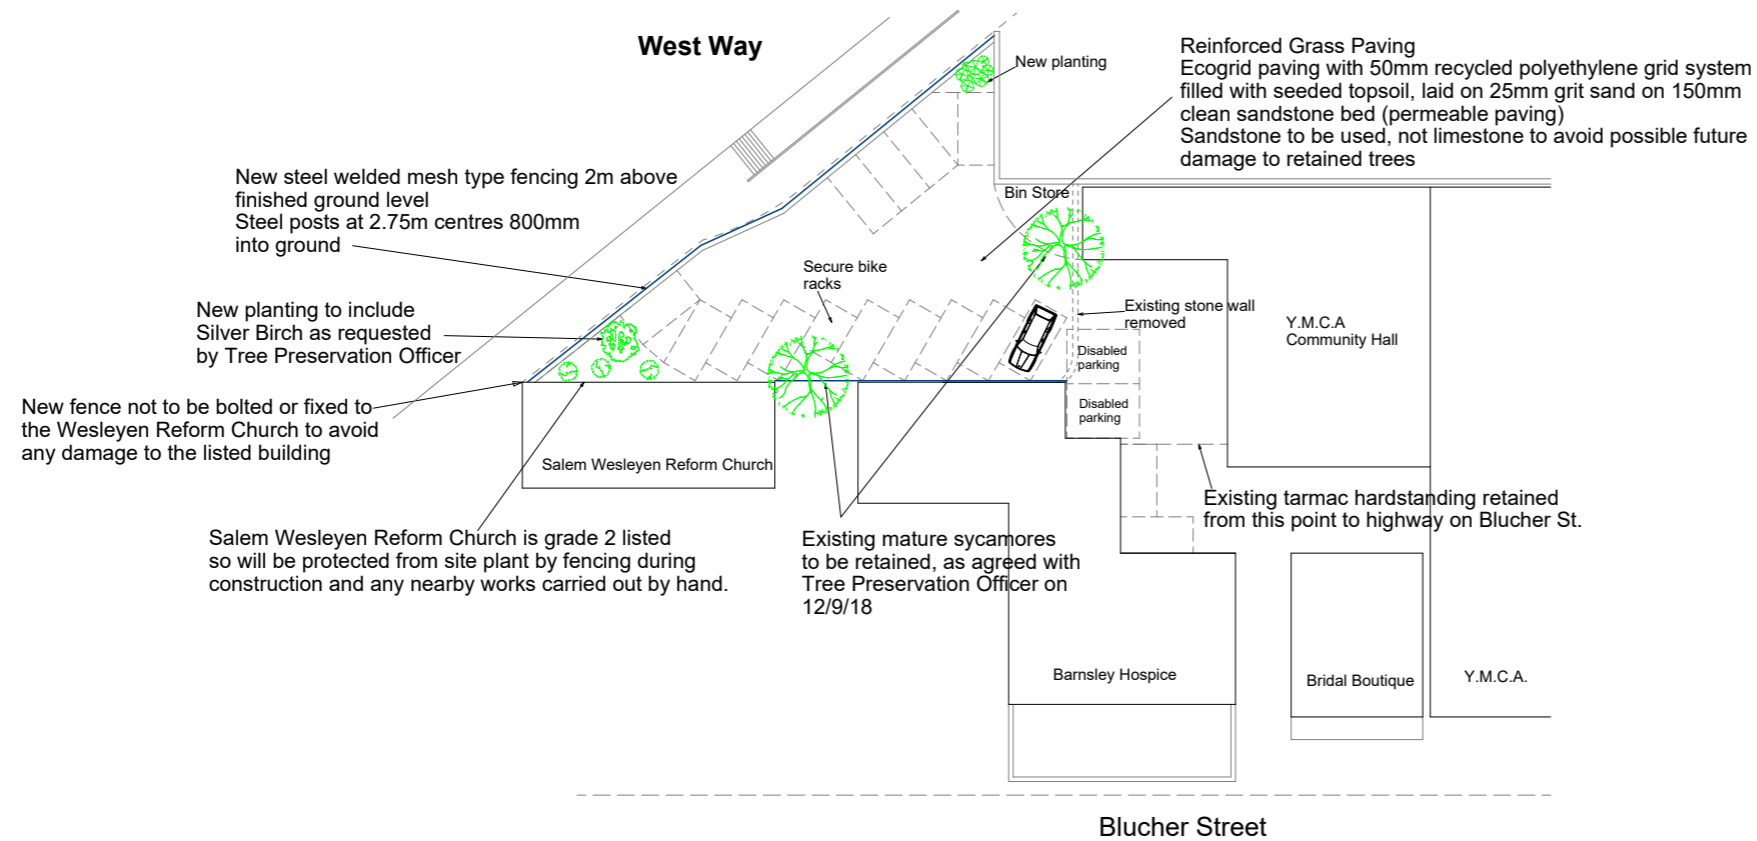 West Way
New planting
Reinforced Grass Paving
Ecogrid paving with 50mm recycled polyethylene grid system
filled with seeded topsoil, laid on 25mm grit sand on 150mm
clean sandstone bed (permeable paving)
Sandstone to be used, not limestone to avoid possible future
damage to retained trees
New steel welded mesh type fencing 2m above
finished ground level
Steel posts at 2.75m centres 800mm
into ground
Bin Store
Secure bike
racks
New planting to include
Silver Birch as requested
by Tree Preservation Officer
Existing stone wall
removed
Y.M.C.A
Community Hall
Disabled
parking
Disabled
parking
New fence not to be bolted or fixed to
the Wesleyen Reform Church to avoid
any damage to the listed building
Salem Wesleyen Reform Church
Existing tarmac hardstanding retained
from this point to highway on Blucher St.
Salem Wesleyen Reform Church is grade 2 listed
so will be protected from site plant by fencing during
construction and any nearby works carried out by hand.
Existing mature sycamores
to be retained, as agreed with
Tree Preservation Officer on
12/9/18
Barnsley Hospice
Bridal Boutique
Y.M.C.A.
Blucher Street